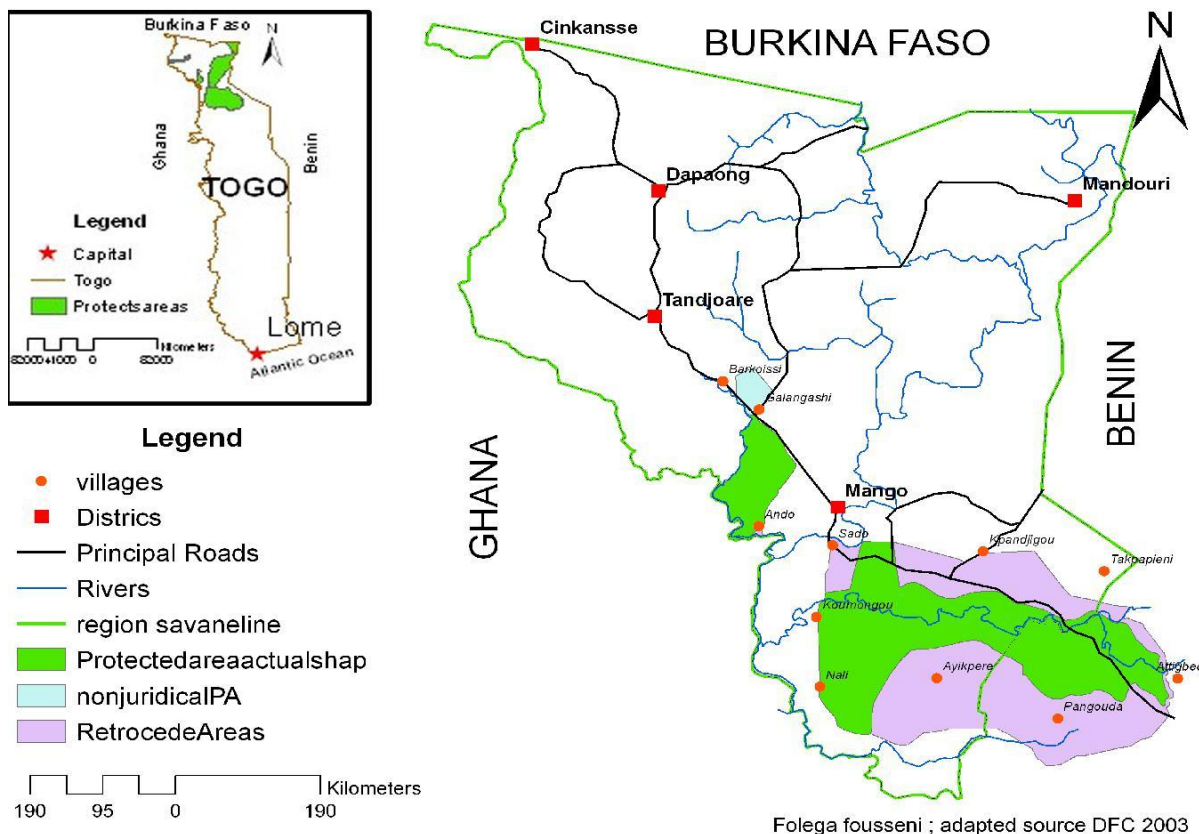 Burkina Faso
N
Ghana
Benin
TOGO
Legend
Capital
Togo
Protectsareas
Kilometers
0
Lome
Atlantic Ocean
Legend
villages
Districs
Principal Roads
Rivers
region savaneline
Protectedareaactualshap
nonjuridicalPA
RetrocedeAreas
Kilometers
190 95 0 190
Cinkansse
BURKINA FASO
N
Dapaong
Mandouri
Tandjoare
Barkoissi
Galangashi
BENIN
GHANA
Mango
Ando
Sado
Kpandjigou
Takpapieni
Koumongou
Nali
Ayikpere
Pangouda
Folega fousseni ; adapted source DFC 2003